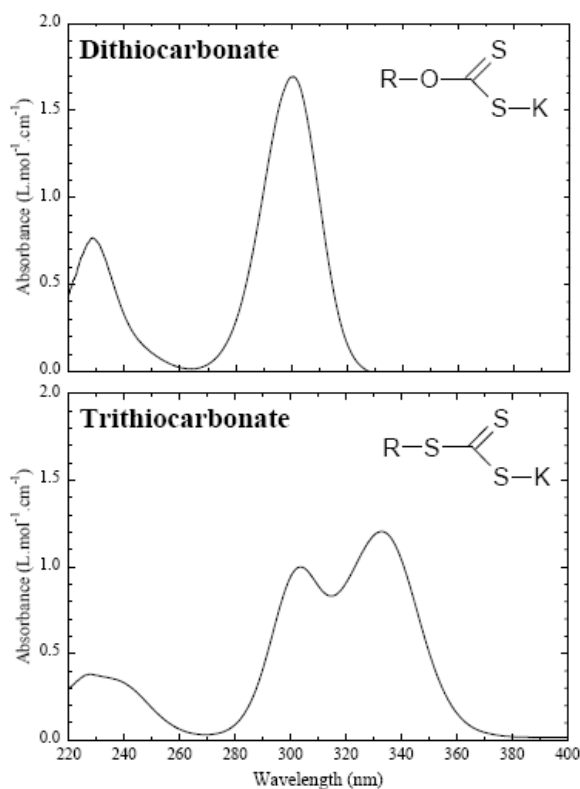 Dithiocarbonate
R–O
S
S–K
2.0
1.5
1.0
0.5
0.0
Absorbance (L.mol⁻¹.cm⁻¹)
Trithiocarbonate
R–S
S
S–K
2.0
1.5
1.0
0.5
0.0
Absorbance (L.mol⁻¹.cm⁻¹)
220 240 260 280 300 320 340 360 380 400
Wavelength (nm)